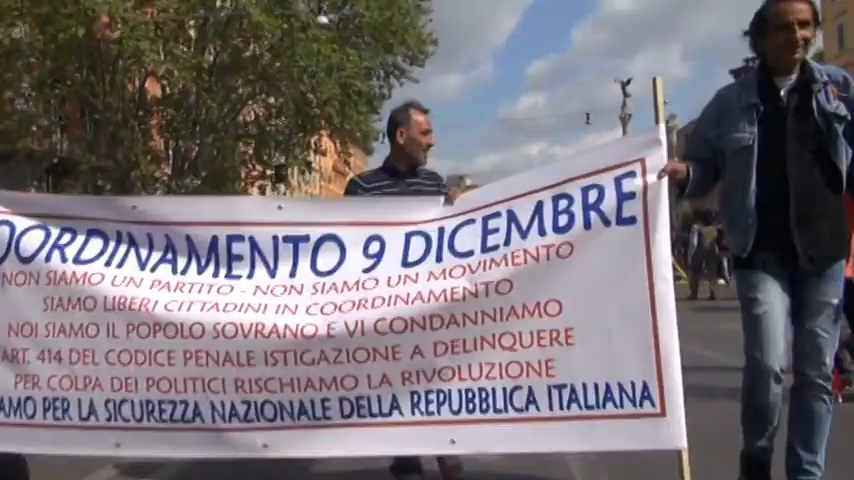 OORDINAMENTO 9 DICEMBRE
NON SIAMO UN PARTITO - NON SIAMO UN MOVIMENTO
SIAMO LIBERI CITTADINI IN COORDINAMENTO
NOI SIAMO IL POPOLO SOVRANO E VI CONDANNIAMO
ART. 414 DEL CODICE PENALE ISTIGAZIONE A DELINQUERE
PER COLPA DEI POLITICI RISCHIAMO LA RIVOLUZIONE
AMO PER LA SICUREZZA NAZIONALE DELLA REPUBBLICA ITALIANA